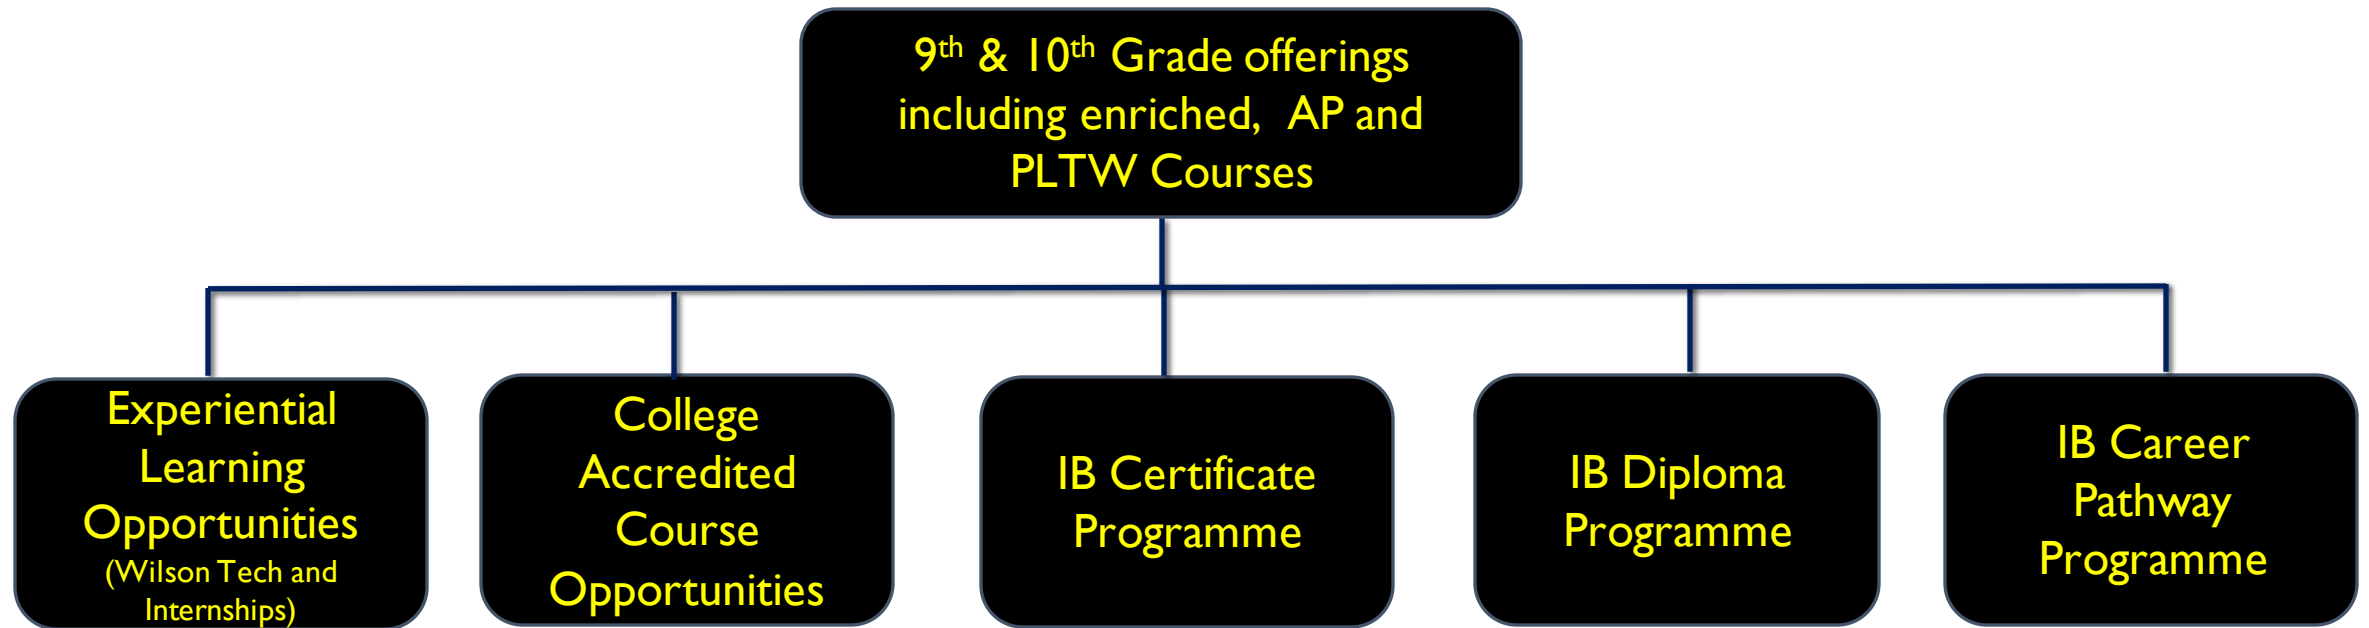 9th & 10th Grade offerings
including enriched, AP and
PLTW Courses
Experiential
Learning
Opportunities
(Wilson Tech and
Internships)
College
Accredited
Course
Opportunities
IB Certificate
Programme
IB Diploma
Programme
IB Career
Pathway
Programme